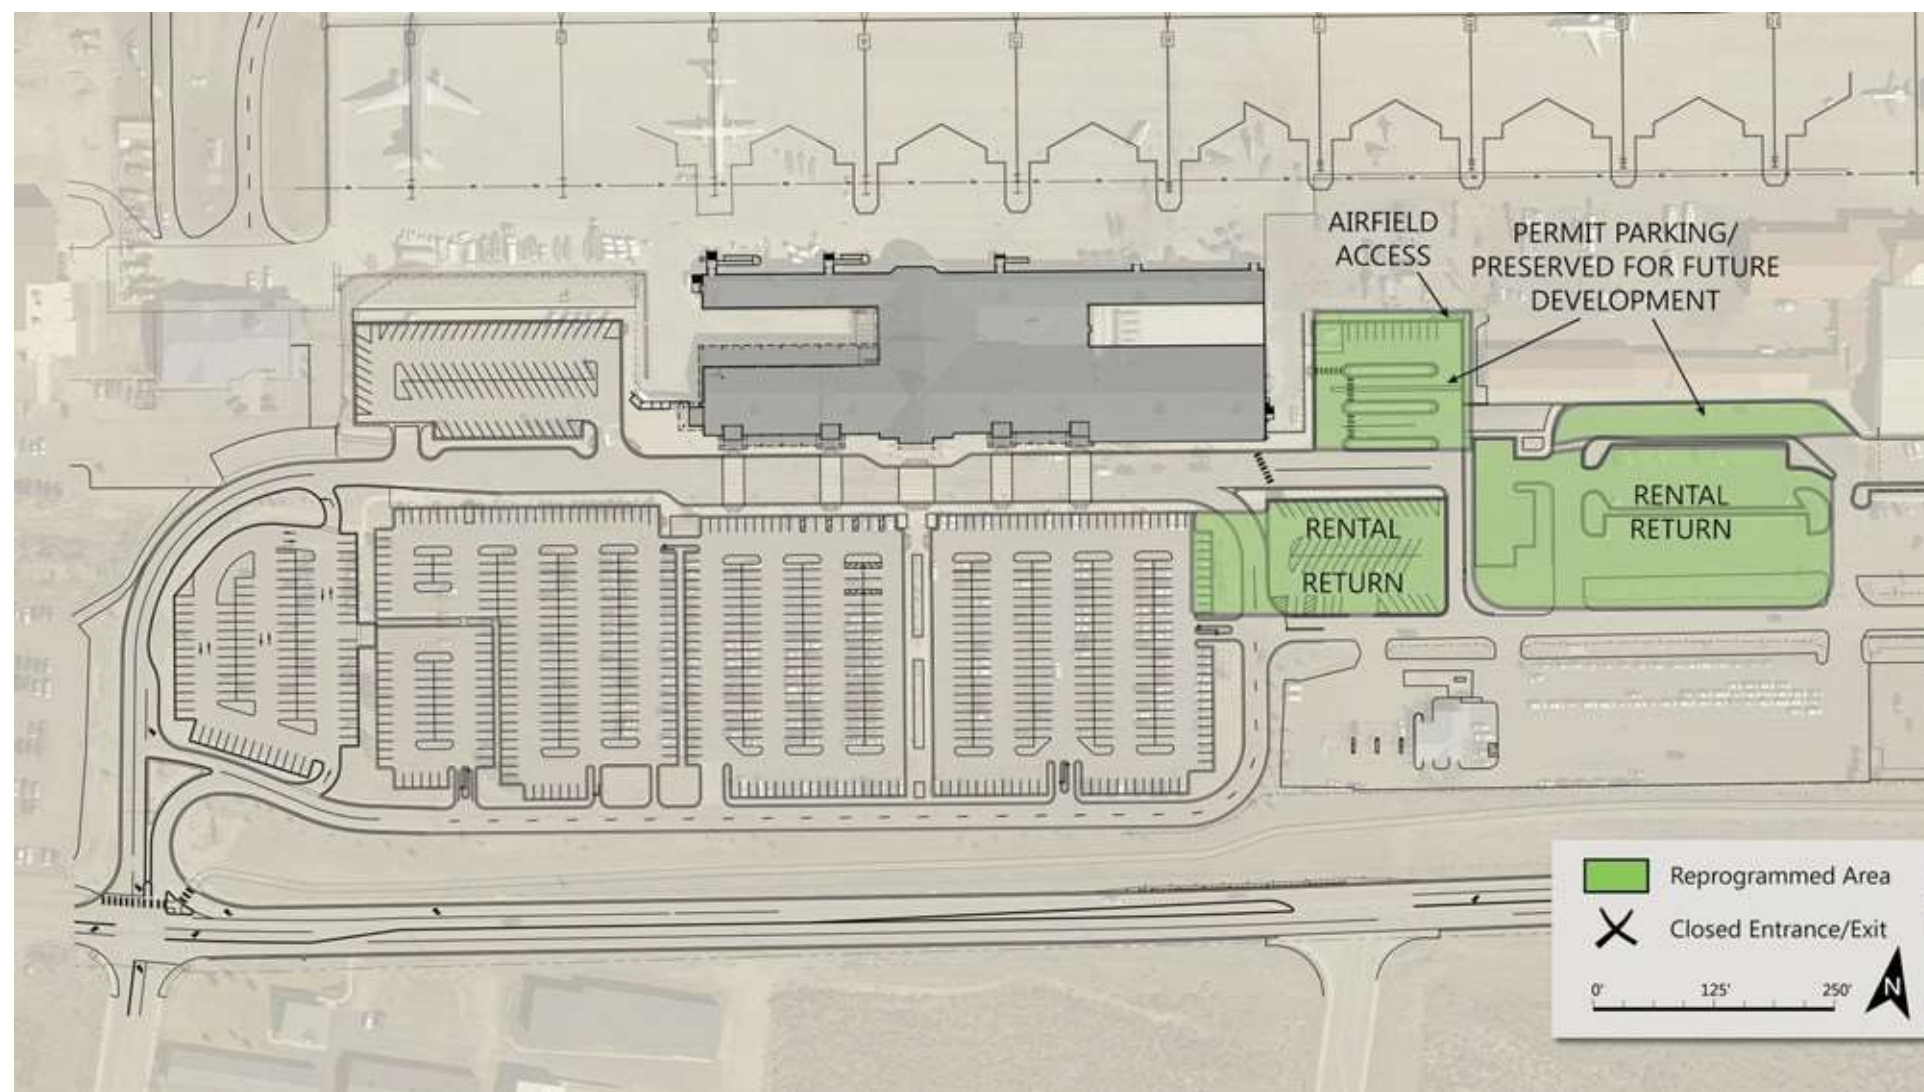 AIRFIELD
ACCESS
PERMIT PARKING/
PRESERVED FOR FUTURE
DEVELOPMENT
RENTAL
RETURN
RENTAL
RETURN
Reprogrammed Area
Closed Entrance/Exit
0' 125' 250'
N